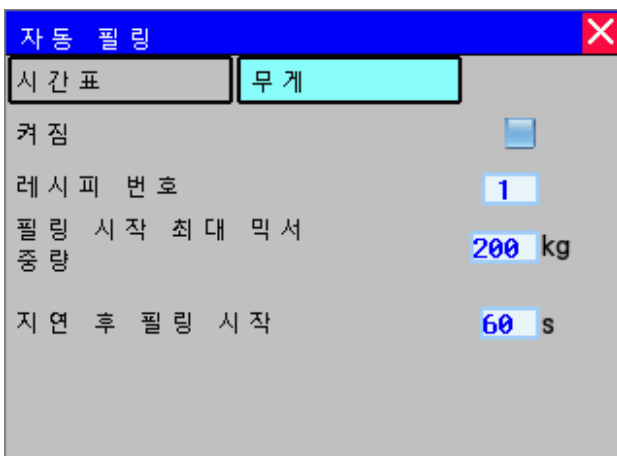 자동 필링
시간표 무게
켜짐
레시피 번호 1
필링 시작 최대 믹서
중량 200 kg
지연 후 필링 시작 60 s